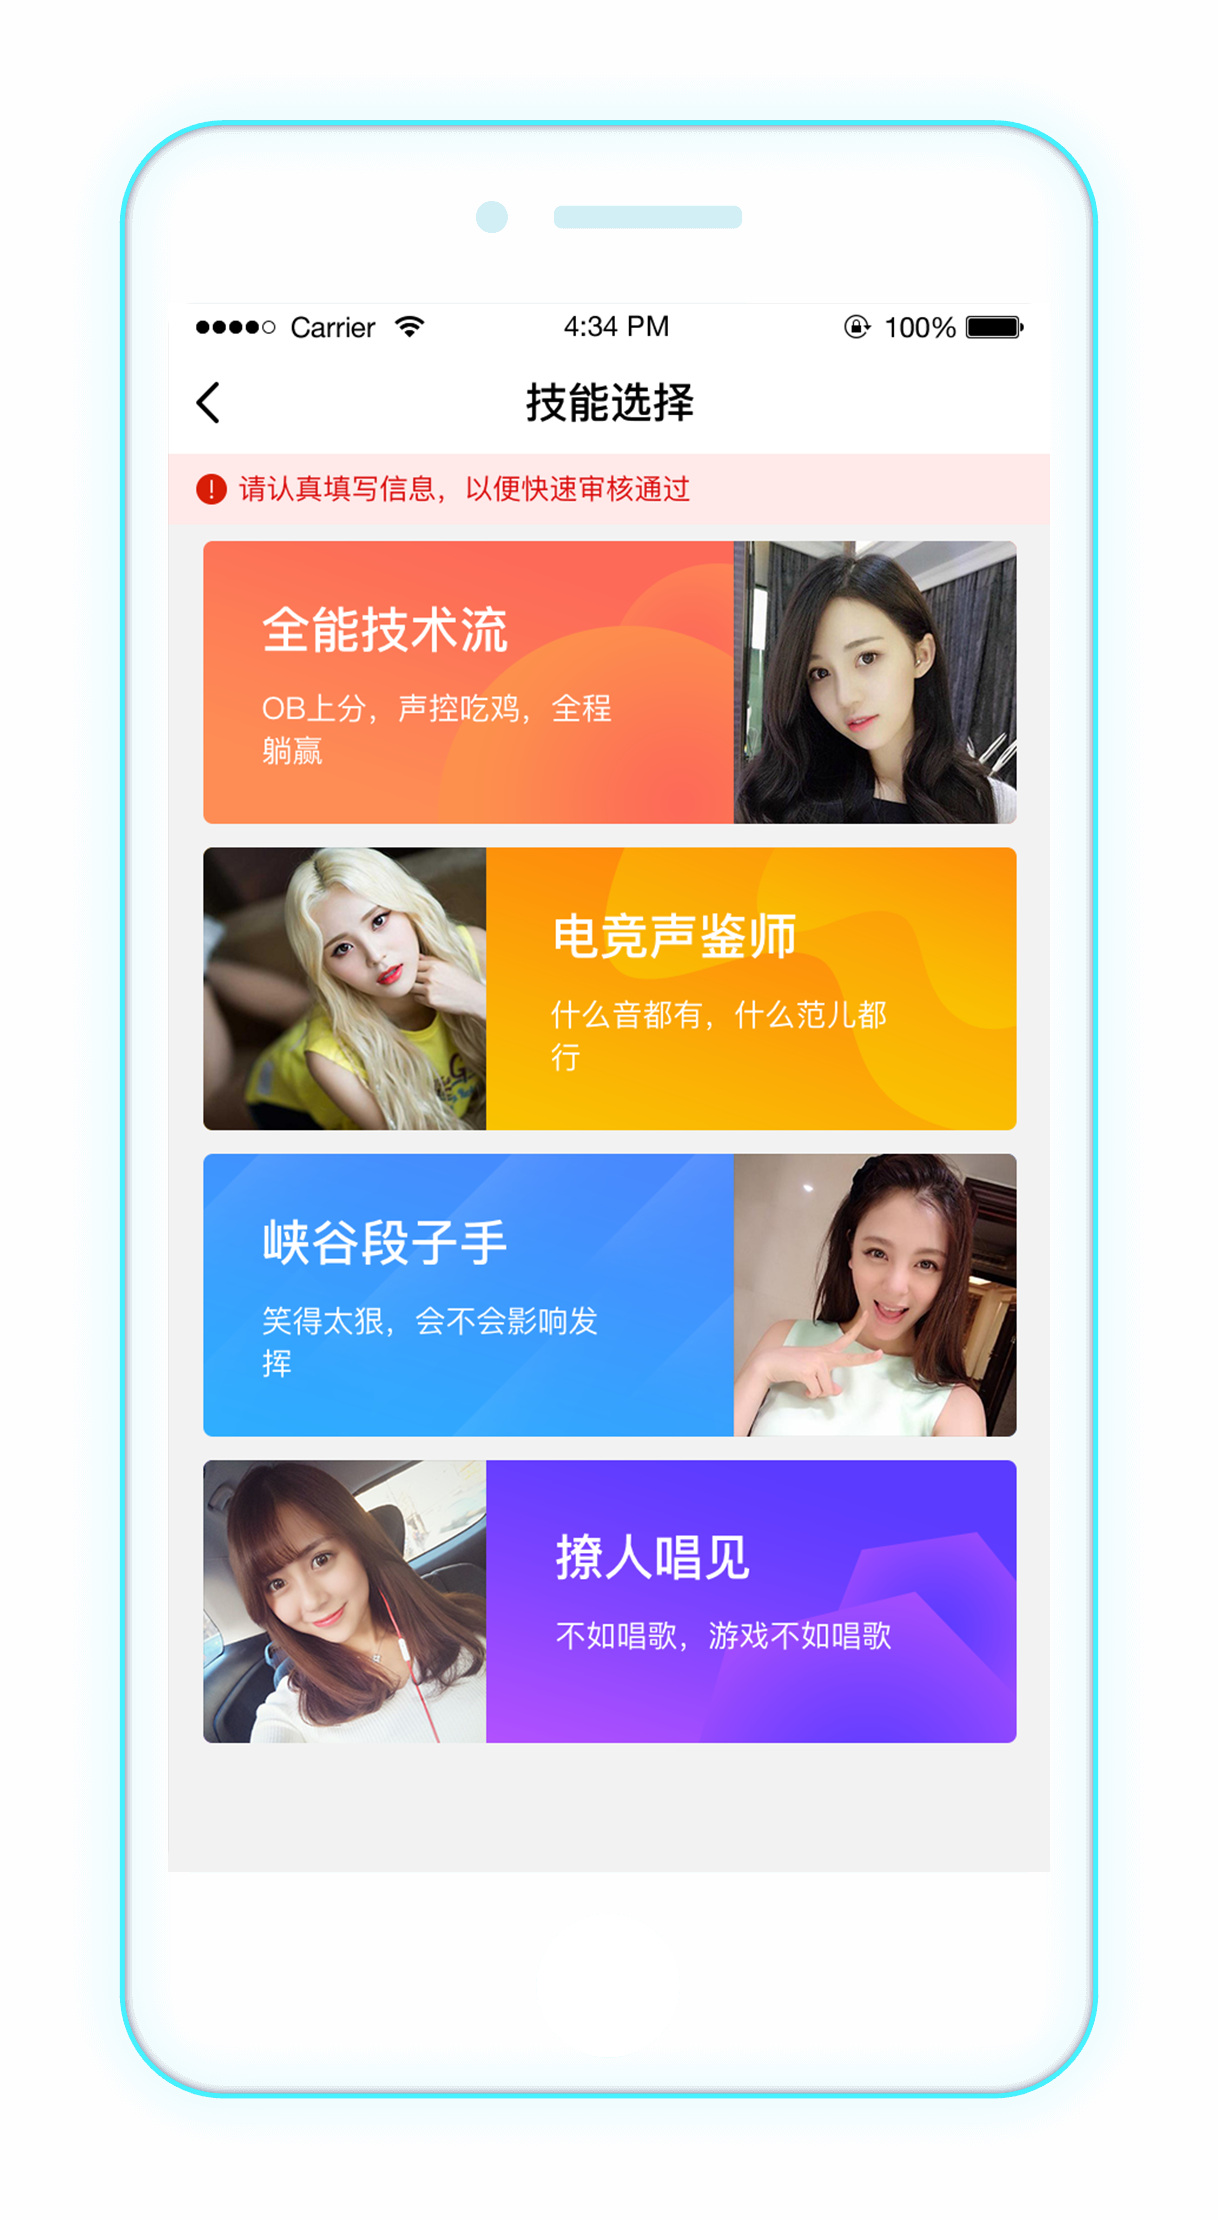 Carrier 4:34 PM 100%
技能选择
请认真填写信息，以便快速审核通过
全能技术流
OB上分，声控吃鸡，全程
躺赢
电竞声鉴师
什么音都有，什么范儿都
行
峡谷段子手
笑得太狠，会不会影响发
挥
撩人唱见
不如唱歌，游戏不如唱歌